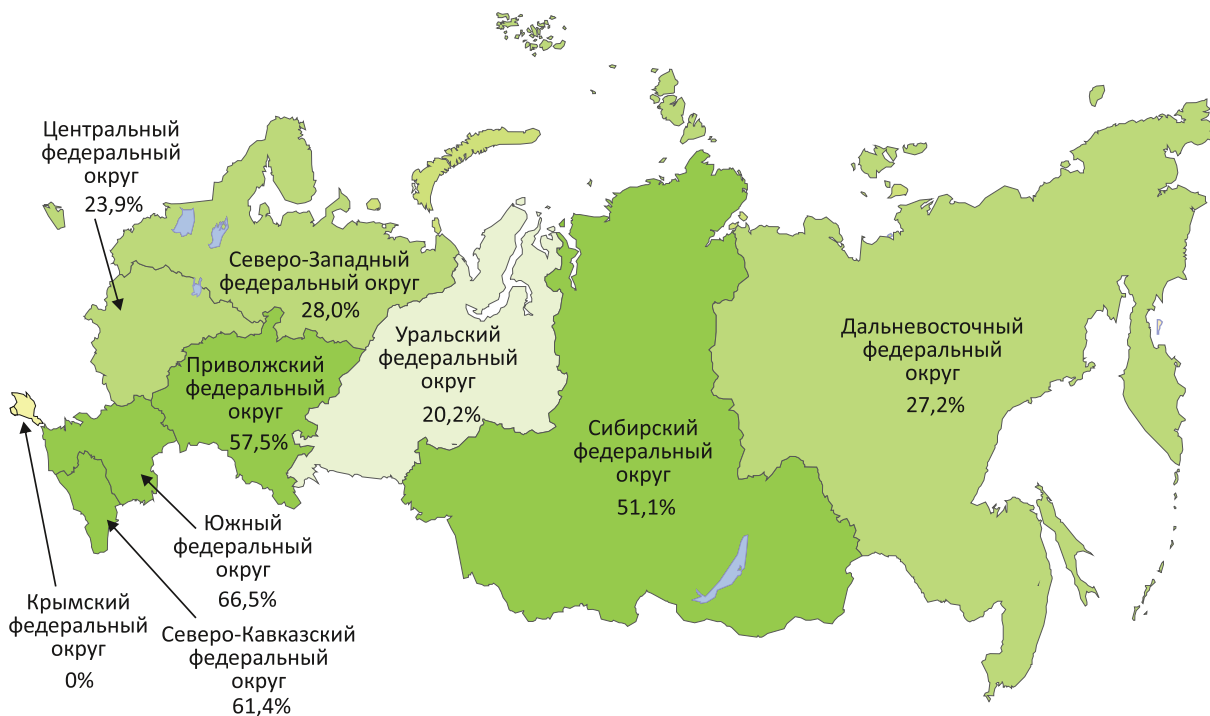 Центральный
федеральный
округ
23,9%
Северо-Западный
федеральный округ
28,0%
Уральский
федеральный
округ
20,2%
Приволжский
федеральный
округ
57,5%
Дальневосточный
федеральный
округ
27,2%
Сибирский
федеральный
округ
51,1%
Южный
федеральный
округ
66,5%
Крымский
федеральный
округ
0%
Северо-Кавказский
федеральный
округ
61,4%